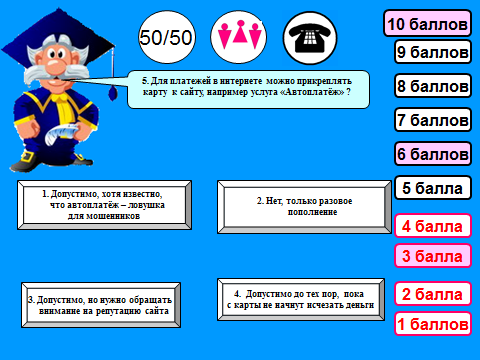 50/50
5. Для платежей в интернете можно прикреплять
карту к сайту, например услуга «Автоплатёж» ?
1. Допустимо, хотя известно,
что автоплатёж – ловушка
для мошенников
2. Нет, только разовое
пополнение
3. Допустимо, но нужно обращать
внимание на репутацию сайта
4. Допустимо до тех пор, пока
с карты не начнут исчезать деньги
10 баллов
9 баллов
8 баллов
7 баллов
6 баллов
5 балла
4 балла
3 балла
2 балла
1 баллов